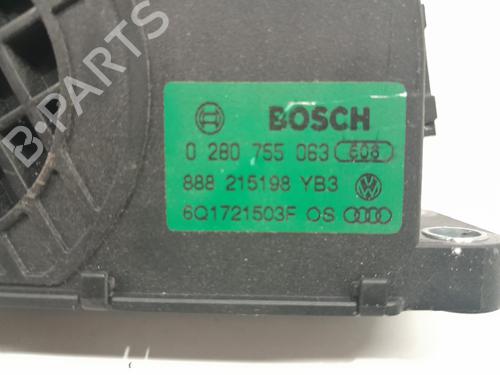 B-PARTS
BOSCH
0 280 755 063 606
888 215198 YB3
6Q1721503F OS